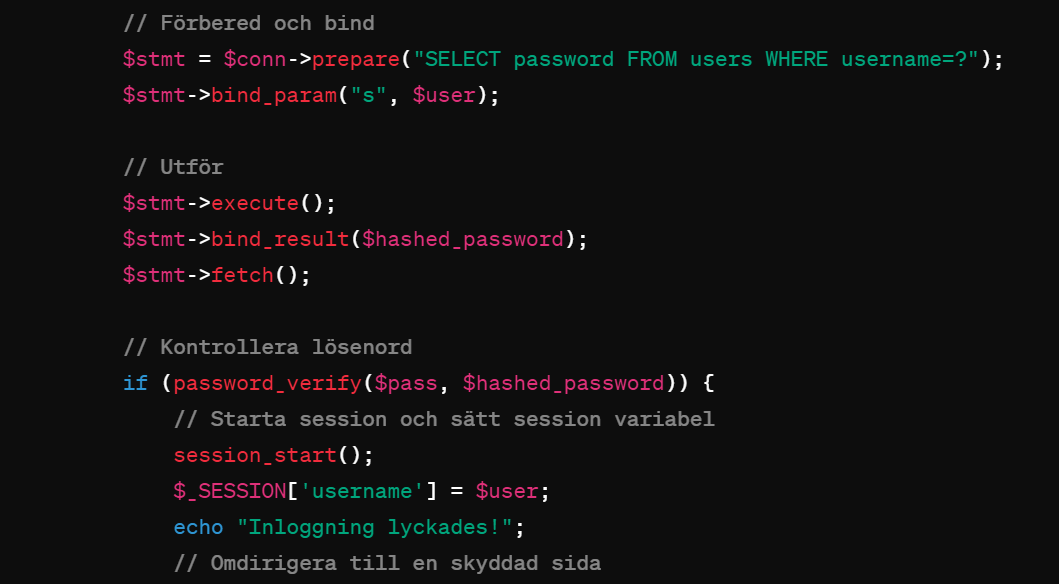 // Förbered och bind
$stmt = $conn->prepare("SELECT password FROM users WHERE username=?");
$stmt->bind_param("s", $user);
// Utför
$stmt->execute();
$stmt->bind_result($hashed_password);
$stmt->fetch();
// Kontrollera lösenord
if (password_verify($pass, $hashed_password)) {
// Starta session och sätt session variabel
session_start();
$_SESSION['username'] = $user;
echo "Inloggning lyckades!";
// Omdirigera till en skyddad sida